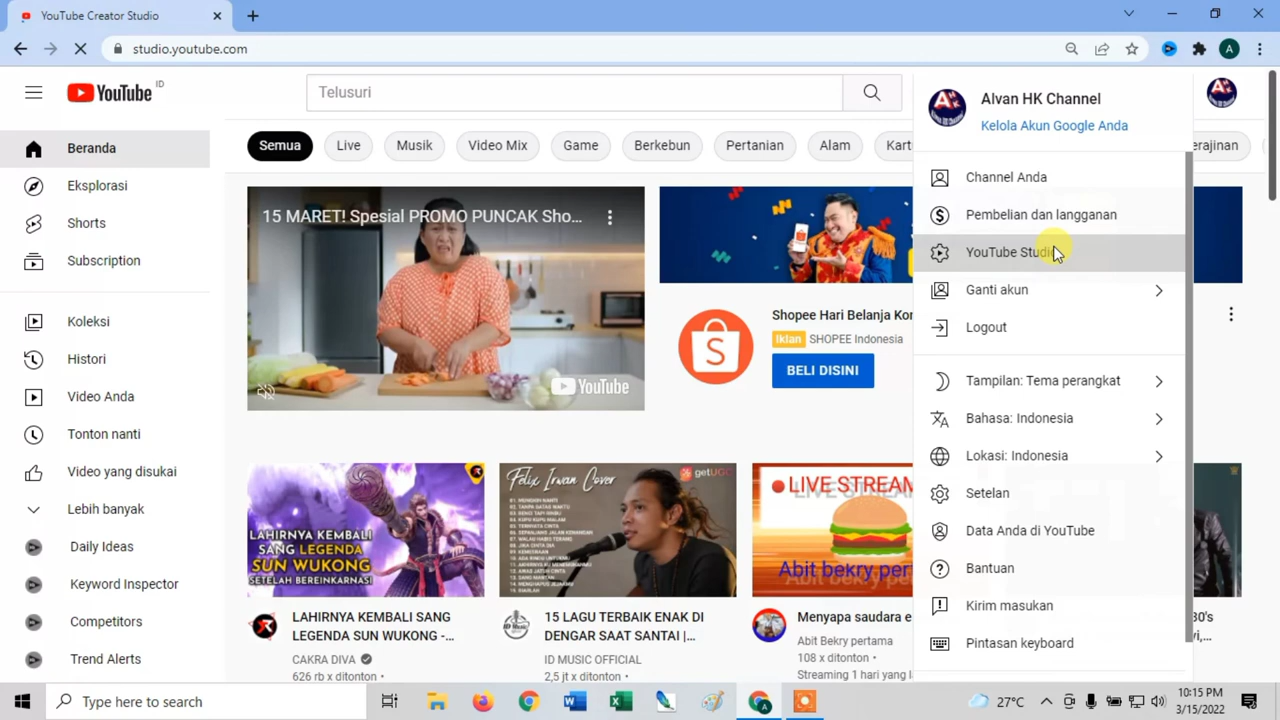 YouTube Creator Studio
studio.youtube.com
A
YouTube ID
Telusuri
Alvan HK Channel
Kelola Akun Google Anda
Semua
Live
Musik
Video Mix
Game
Berkebun
Pertanian
Alam
Beranda
Eksplorasi
Shorts
Subscription
Koleksi
Histori
Video Anda
Tonton nanti
Video yang disukai
Lebih banyak
Daily Ideas
Keyword Inspector
Competitors
Trend Alerts
15 MARET! Spesial PROMO PUNCAK Sho...
YouTube
Shopee Hari Belanja Kon
Iklan SHOPEE Indonesia
BELI DISINI
LAHIRNYA KEMBALI
SANG LEGENDA
SUN WUKONG
SETELAH BEREINKARNASI
LAHIRNYA KEMBALI SANG
LEGENDA SUN WUKONG -...
CAKRA DIVA
626 rb x ditonton •
Felix Irwan Cover
getUGC
15 LAGU TERBAIK ENAK DI
DENGAR SAAT SANTAI |...
ID MUSIC OFFICIAL
2,5 jt x ditonton •
LIVE STREAM
Abit bekry per
Menyapa saudara e
Abit Bekry pertama
108 x ditonton •
Streaming 1 hari yang la
Channel Anda
Pembelian dan langganan
YouTube Studio
Ganti akun
Logout
Tampilan: Tema perangkat
Bahasa: Indonesia
Lokasi: Indonesia
Setelan
Data Anda di YouTube
Bantuan
Kirim masukan
Pintasan keyboard
Type here to search
27°C
10:15 PM
3/15/2022